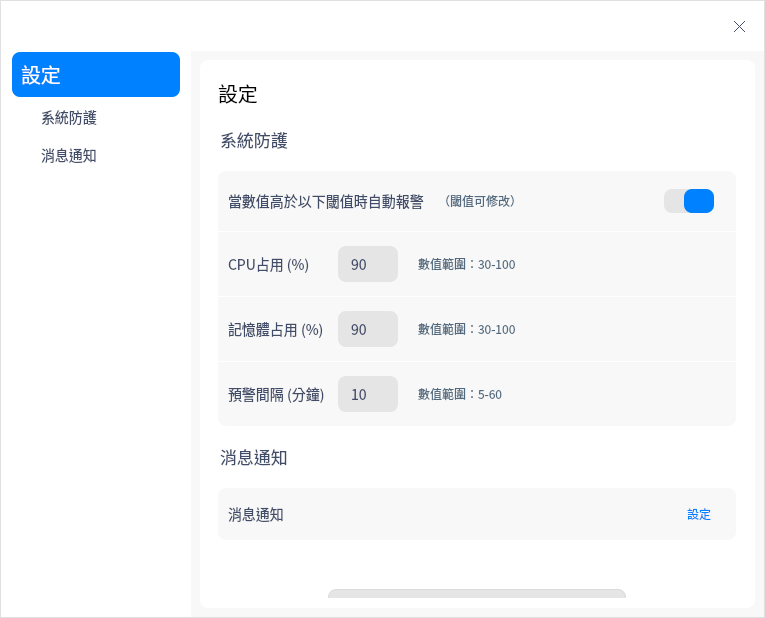 設定
系統防護
消息通知
設定
系統防護
當數值高於以下閾值時自動報警 （閾值可修改）
CPU占用 (%) 90 數值範圍：30-100
記憶體占用 (%) 90 數值範圍：30-100
預警間隔 (分鐘) 10 數值範圍：5-60
消息通知
消息通知 設定